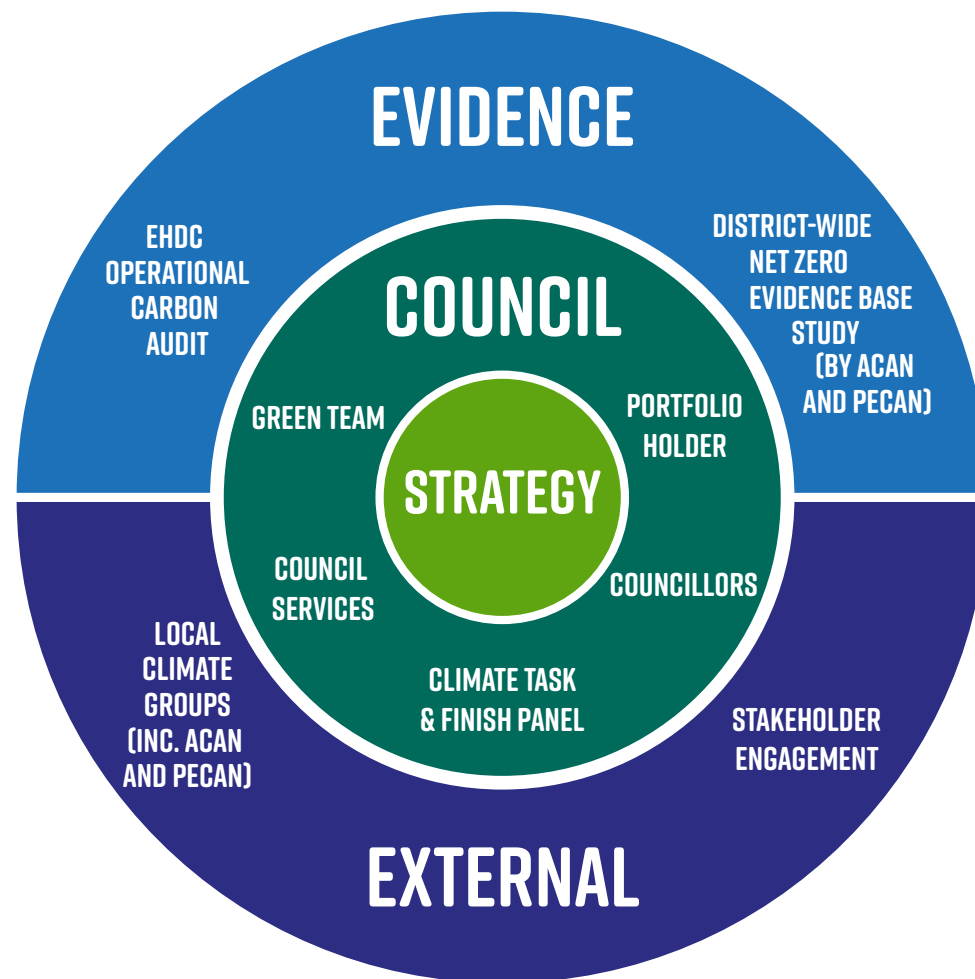 EVIDENCE
EHDC
OPERATIONAL
CARBON
AUDIT
DISTRICT-WIDE
NET ZERO
EVIDENCE BASE
STUDY
(BY ACAN
AND PECAN)
COUNCIL
GREEN TEAM
PORTFOLIO
HOLDER
STRATEGY
COUNCIL
SERVICES
COUNCILLORS
CLIMATE TASK
& FINISH PANEL
LOCAL
CLIMATE
GROUPS
(INC. ACAN
AND PECAN)
STAKEHOLDER
ENGAGEMENT
EXTERNAL